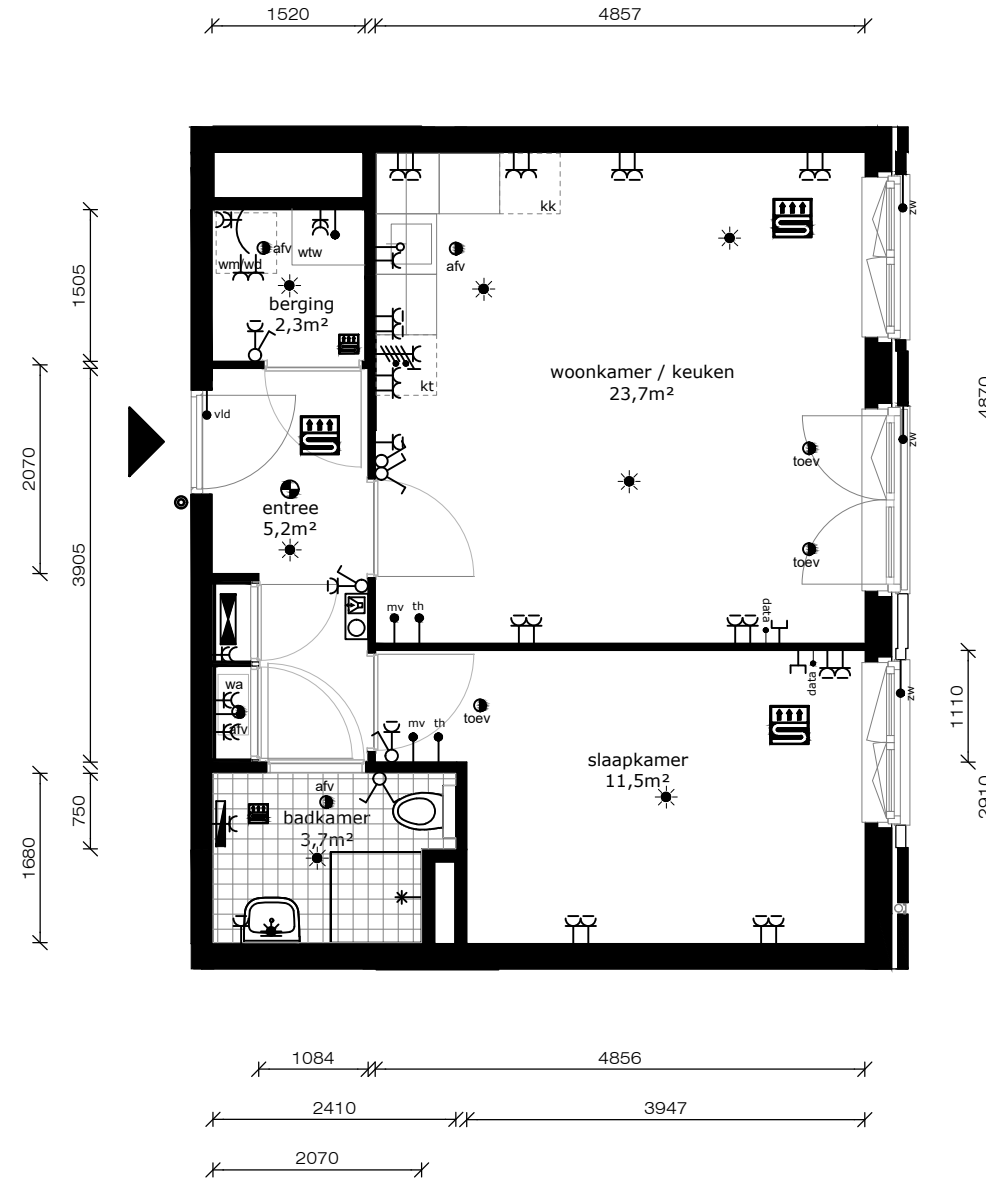 1520
4857
kk
zw
afv
wtw
wm/wd
afv
berging
2,3m²
1505
woonkamer / keuken
23,7m²
kt
4870
vld
zw
toev
2070
entree
5,2m²
3905
toev
mv
th
data
data
wa
afv
zw
toev
mv
th
1110
slaapkamer
11,5m²
2910
afv
badkamer
3,7m²
750
1680
1084
4856
2410
3947
2070